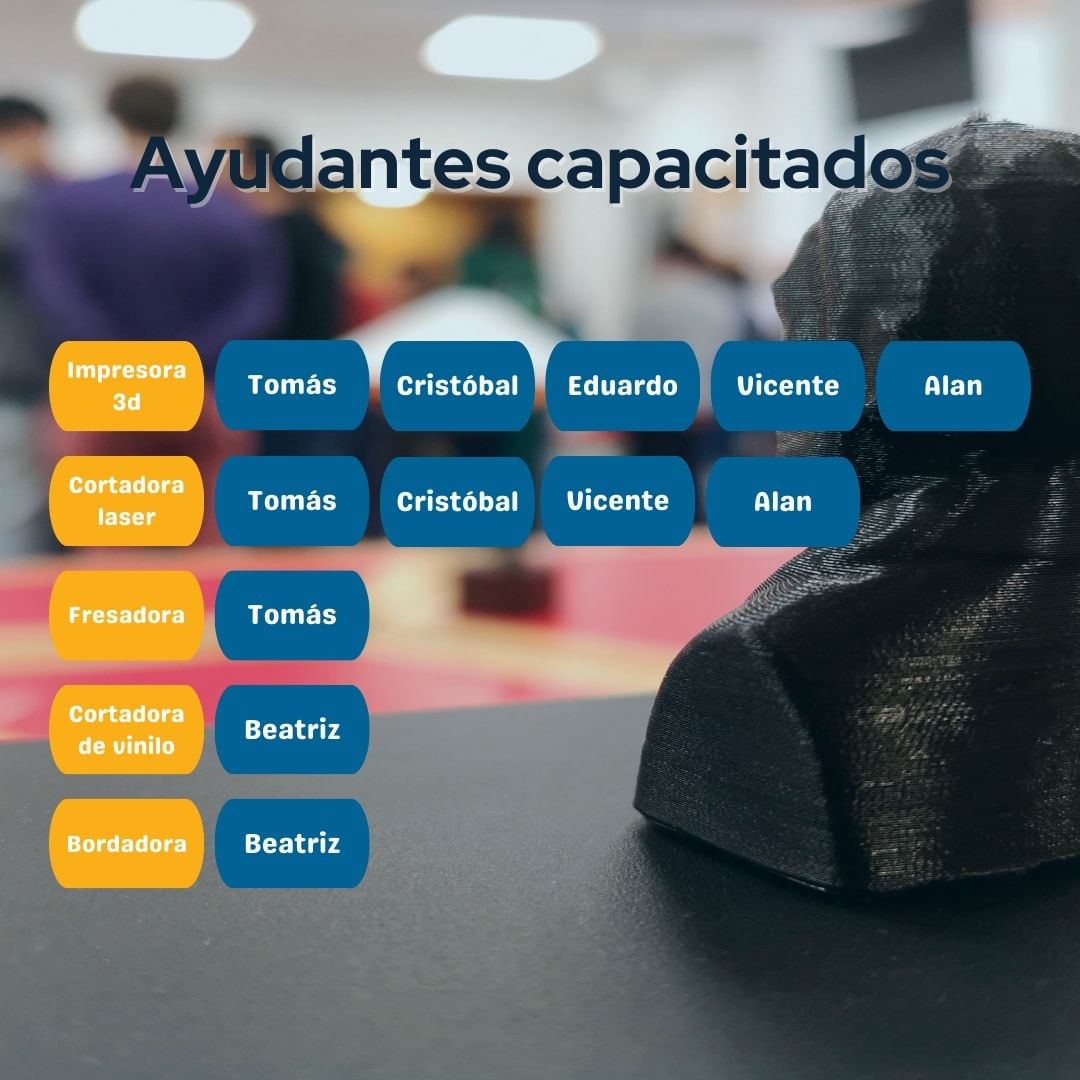 Ayudantes capacitados
Impresora
3d
Tomás
Cristóbal
Eduardo
Vicente
Alan
Cortadora
laser
Tomás
Cristóbal
Vicente
Alan
Fresadora
Tomás
Cortadora
de vinilo
Beatriz
Bordadora
Beatriz